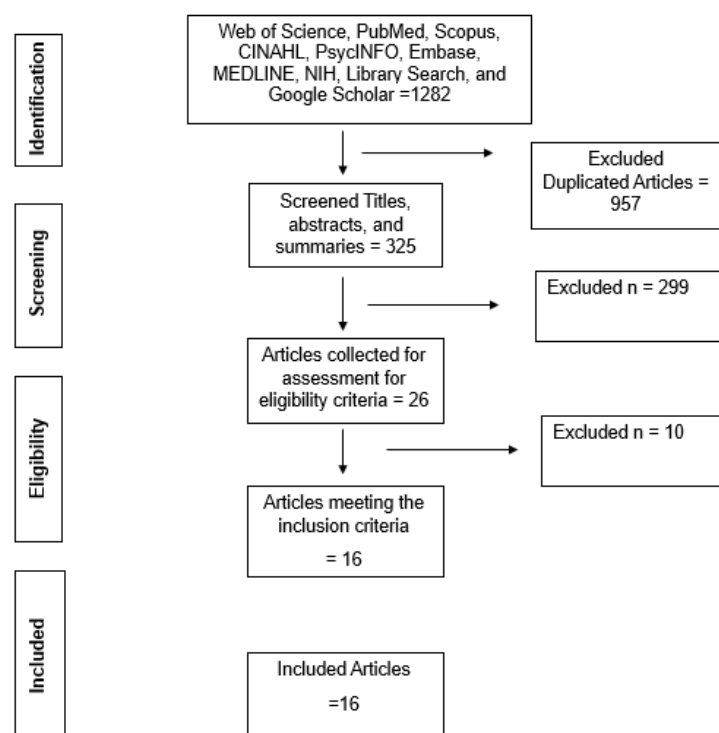 Identification
Web of Science, PubMed, Scopus,
CINAHL, PsycINFO, Embase,
MEDLINE, NIH, Library Search, and
Google Scholar =1282
Excluded
Duplicated Articles =
957
Screening
Screened Titles,
abstracts, and
summaries = 325
Excluded n = 299
Eligibility
Articles collected for
assessment for
eligibility criteria = 26
Excluded n = 10
Articles meeting the
inclusion criteria
= 16
Included
Included Articles
=16